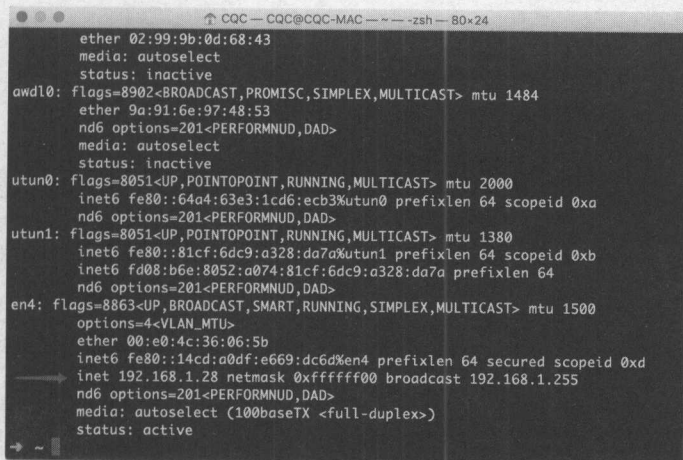 CQC — CQC@CQC-MAC — ~ — -zsh — 80×24
ether 02:99:9b:0d:68:43
media: autoselect
status: inactive
awdl0: flags=8902<BROADCAST,PROMISC,SIMPLEX,MULTICAST> mtu 1484
ether 9a:91:6e:97:48:53
nd6 options=201<PERFORMNUD,DAD>
media: autoselect
status: inactive
utun0: flags=8051<UP,POINTOPOINT,RUNNING,MULTICAST> mtu 2000
inet6 fe80::64a4:63e3:1cd6:ecb3%utun0 prefixlen 64 scopeid 0xa
nd6 options=201<PERFORMNUD,DAD>
utun1: flags=8051<UP,POINTOPOINT,RUNNING,MULTICAST> mtu 1380
inet6 fe80::81cf:6dc9:a328:da7a%utun1 prefixlen 64 scopeid 0xb
inet6 fd08:b6e:8052:a074:81cf:6dc9:a328:da7a prefixlen 64
nd6 options=201<PERFORMNUD,DAD>
en4: flags=8863<UP,BROADCAST,SMART,RUNNING,SIMPLEX,MULTICAST> mtu 1500
options=4<VLAN_MTU>
ether 00:e0:4c:36:06:5b
inet6 fe80::14cd:a0df:e669:dc6d%en4 prefixlen 64 secured scopeid 0xd
inet 192.168.1.28 netmask 0xffffff00 broadcast 192.168.1.255
nd6 options=201<PERFORMNUD,DAD>
media: autoselect (100baseTX <full-duplex>)
status: active
→ ~